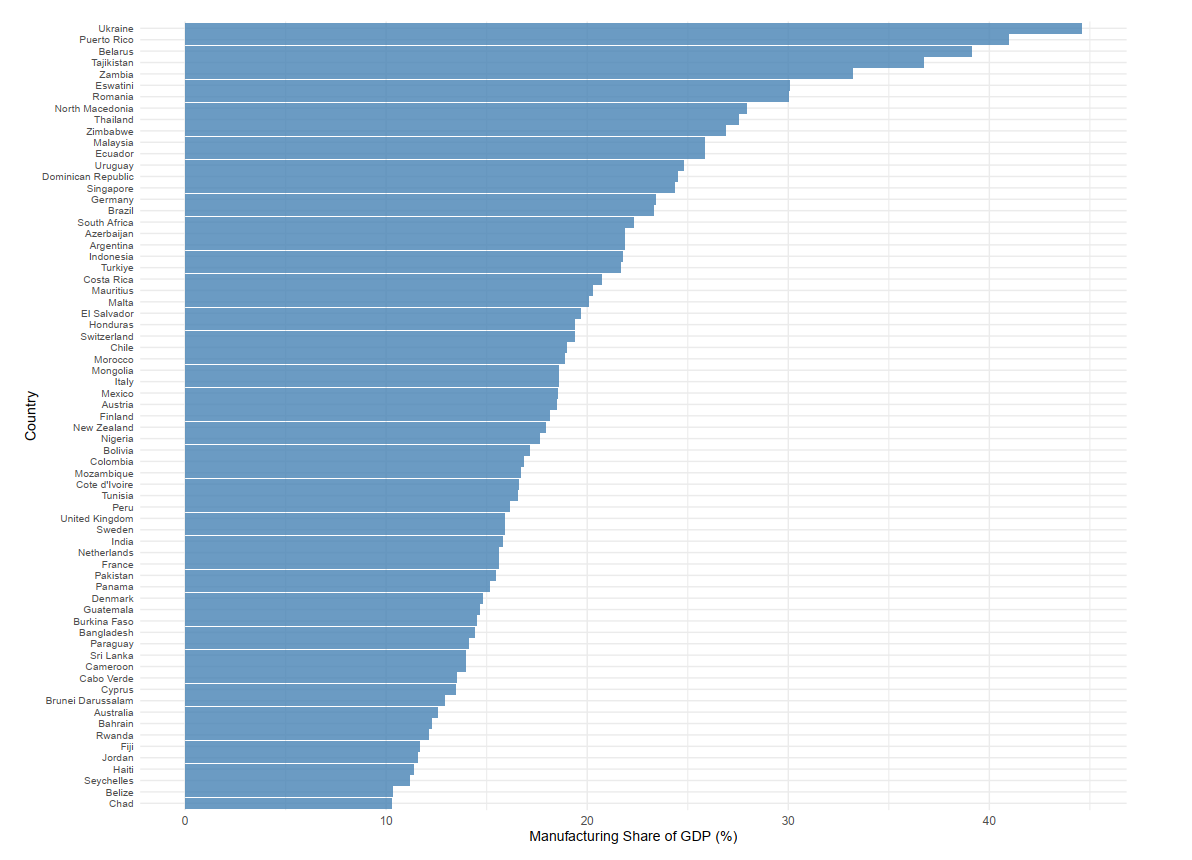 Ukraine
Puerto Rico
Belarus
Tajikistan
Zambia
Eswatini
Romania
North Macedonia
Thailand
Zimbabwe
Malaysia
Ecuador
Uruguay
Dominican Republic
Singapore
Germany
Brazil
South Africa
Azerbaijan
Argentina
Indonesia
Turkiye
Costa Rica
Mauritius
Malta
El Salvador
Honduras
Switzerland
Chile
Morocco
Mongolia
Italy
Mexico
Austria
Finland
New Zealand
Nigeria
Bolivia
Colombia
Mozambique
Cote d'Ivoire
Tunisia
Peru
United Kingdom
Sweden
India
Netherlands
France
Pakistan
Panama
Denmark
Guatemala
Burkina Faso
Bangladesh
Paraguay
Sri Lanka
Cameroon
Cabo Verde
Cyprus
Brunei Darussalam
Australia
Bahrain
Rwanda
Fiji
Jordan
Haiti
Seychelles
Belize
Chad
Country
0 10 20 30 40
Manufacturing Share of GDP (%)